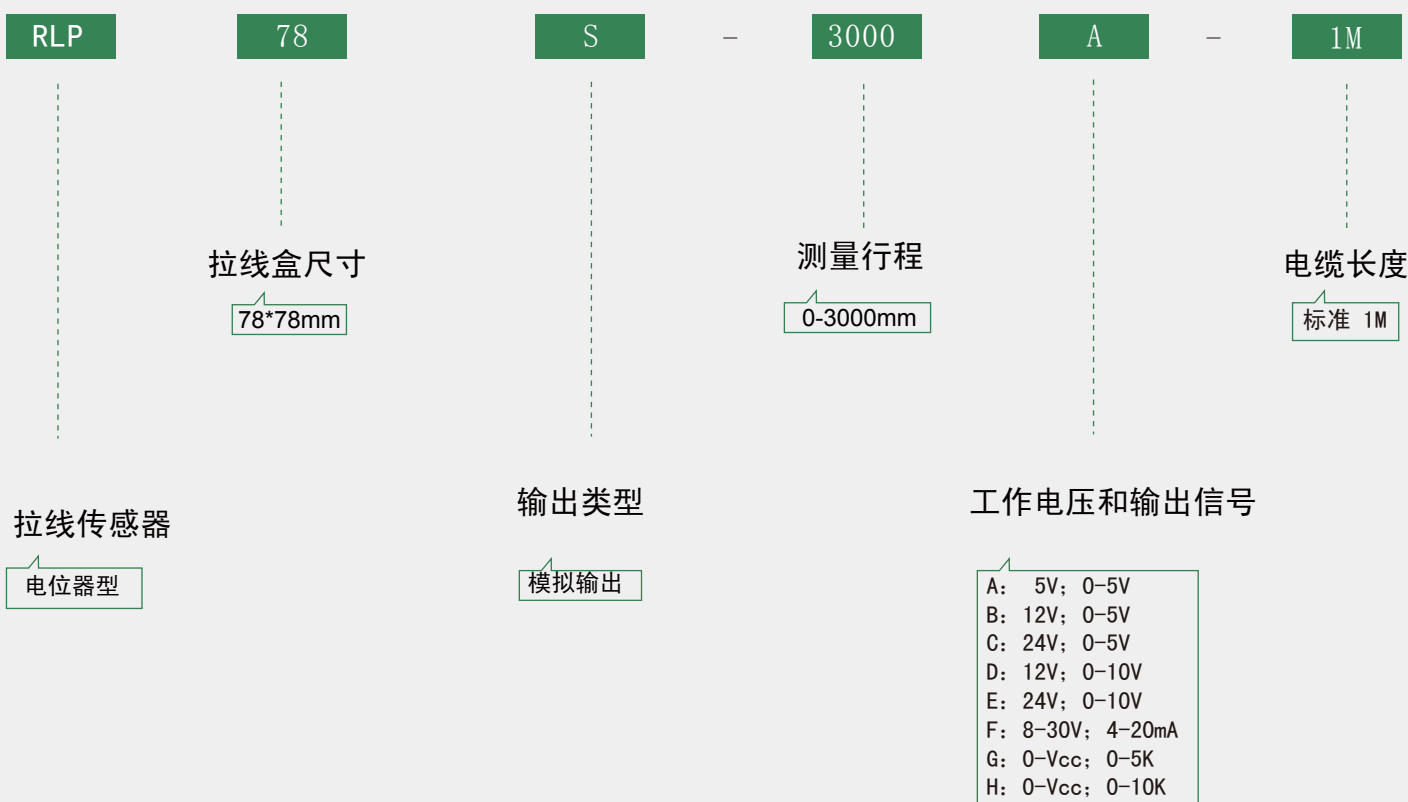 RLP 78 S - 3000 A - 1M
拉线盒尺寸
78*78mm
测量行程
0-3000mm
电缆长度
标准 1M
拉线传感器
电位器型
输出类型
模拟输出
工作电压和输出信号
A: 5V; 0-5V
B: 12V; 0-5V
C: 24V; 0-5V
D: 12V; 0-10V
E: 24V; 0-10V
F: 8-30V; 4-20mA
G: 0-Vcc; 0-5K
H: 0-Vcc; 0-10K